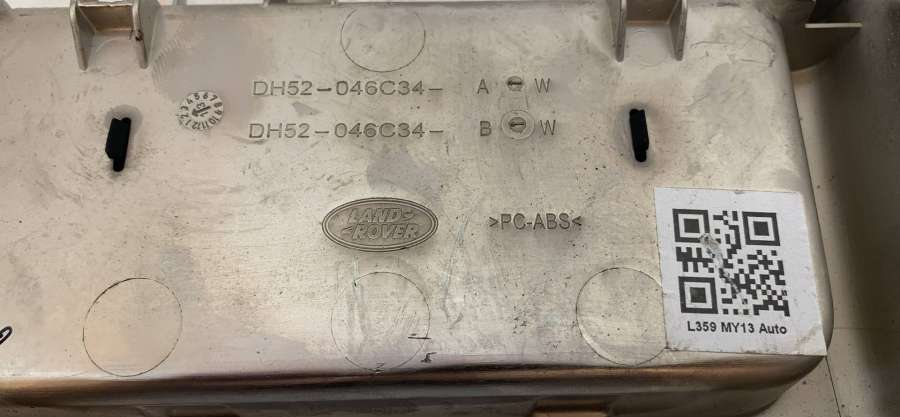 DH52-046C34- A W
DH52-046C34- B W
LAND
ROVER
>PC-ABS<
L359 MY13 Auto